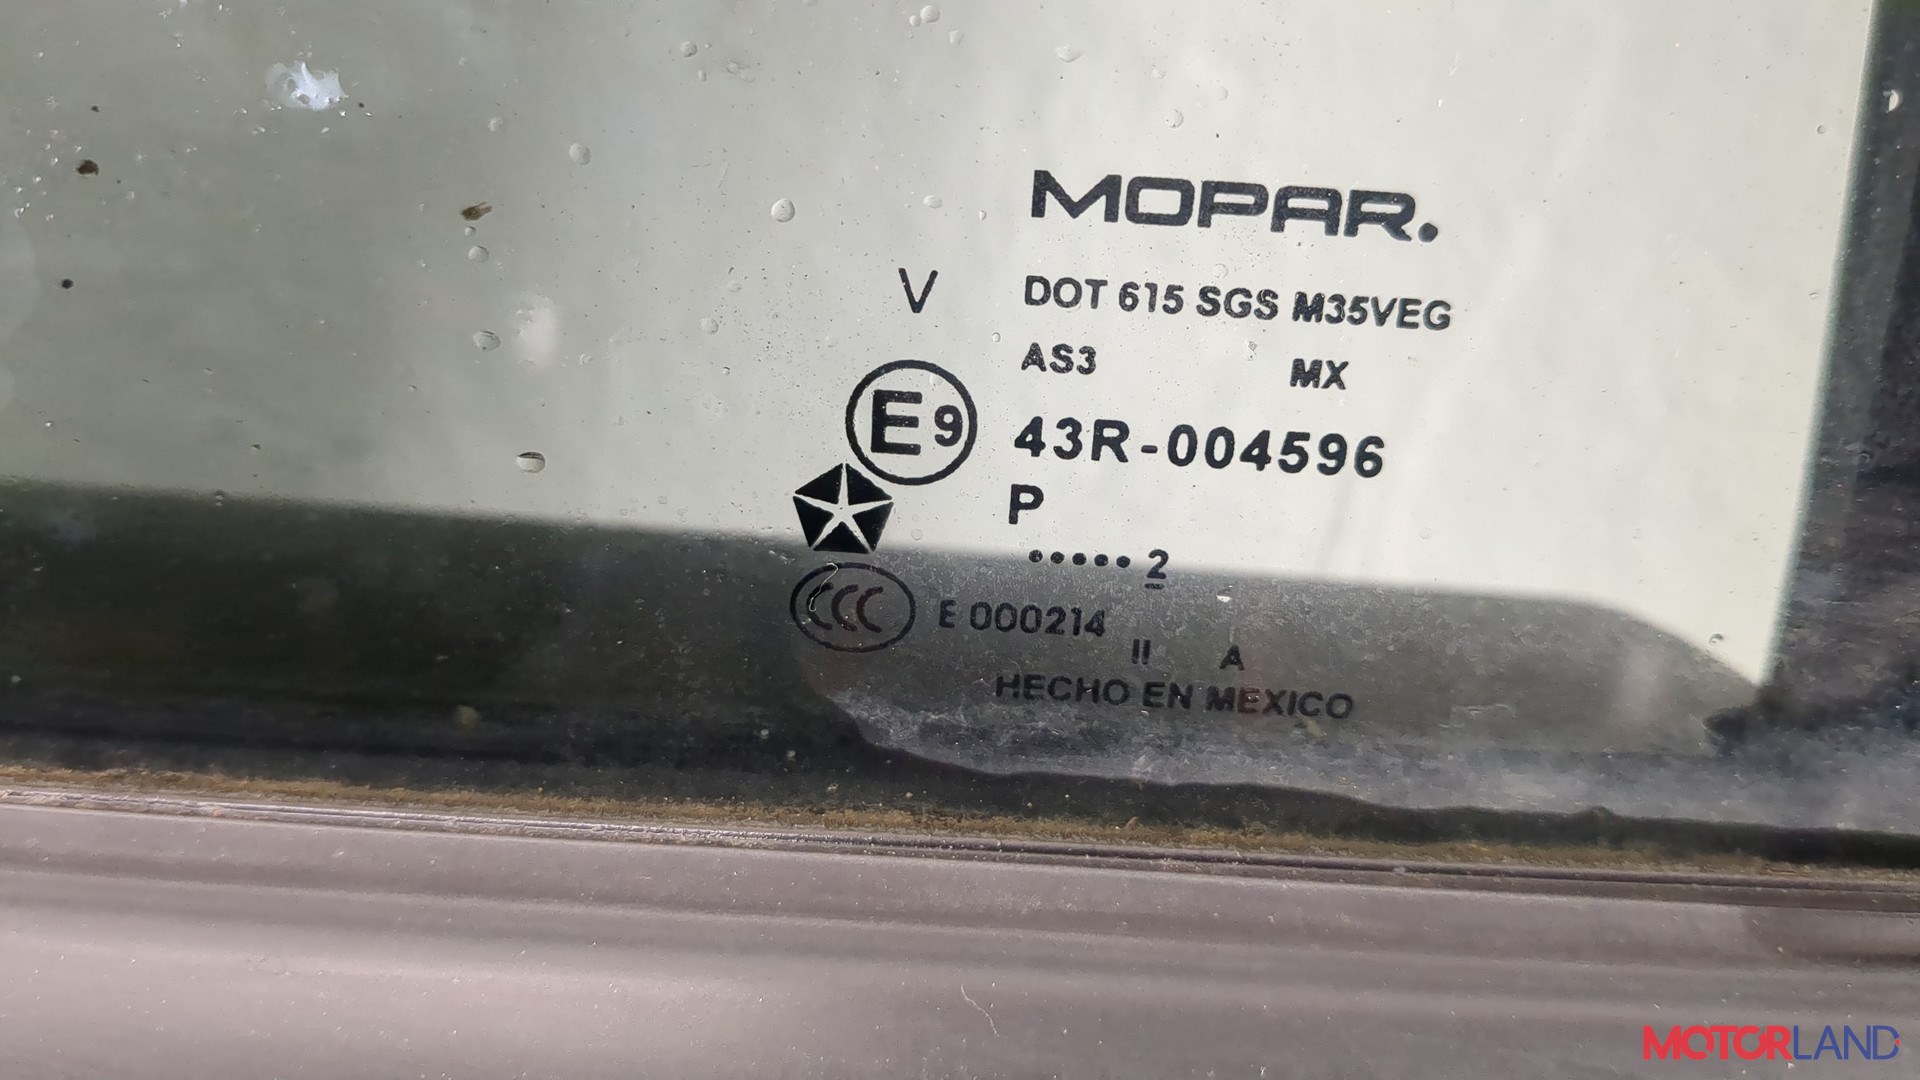 MOPAR.
V DOT 615 SGS M35VEG
AS3 MX
E9 43R-004596
P
••••• 2
CCC E 000214
II A
HECHO EN MEXICO
MOTORLAND